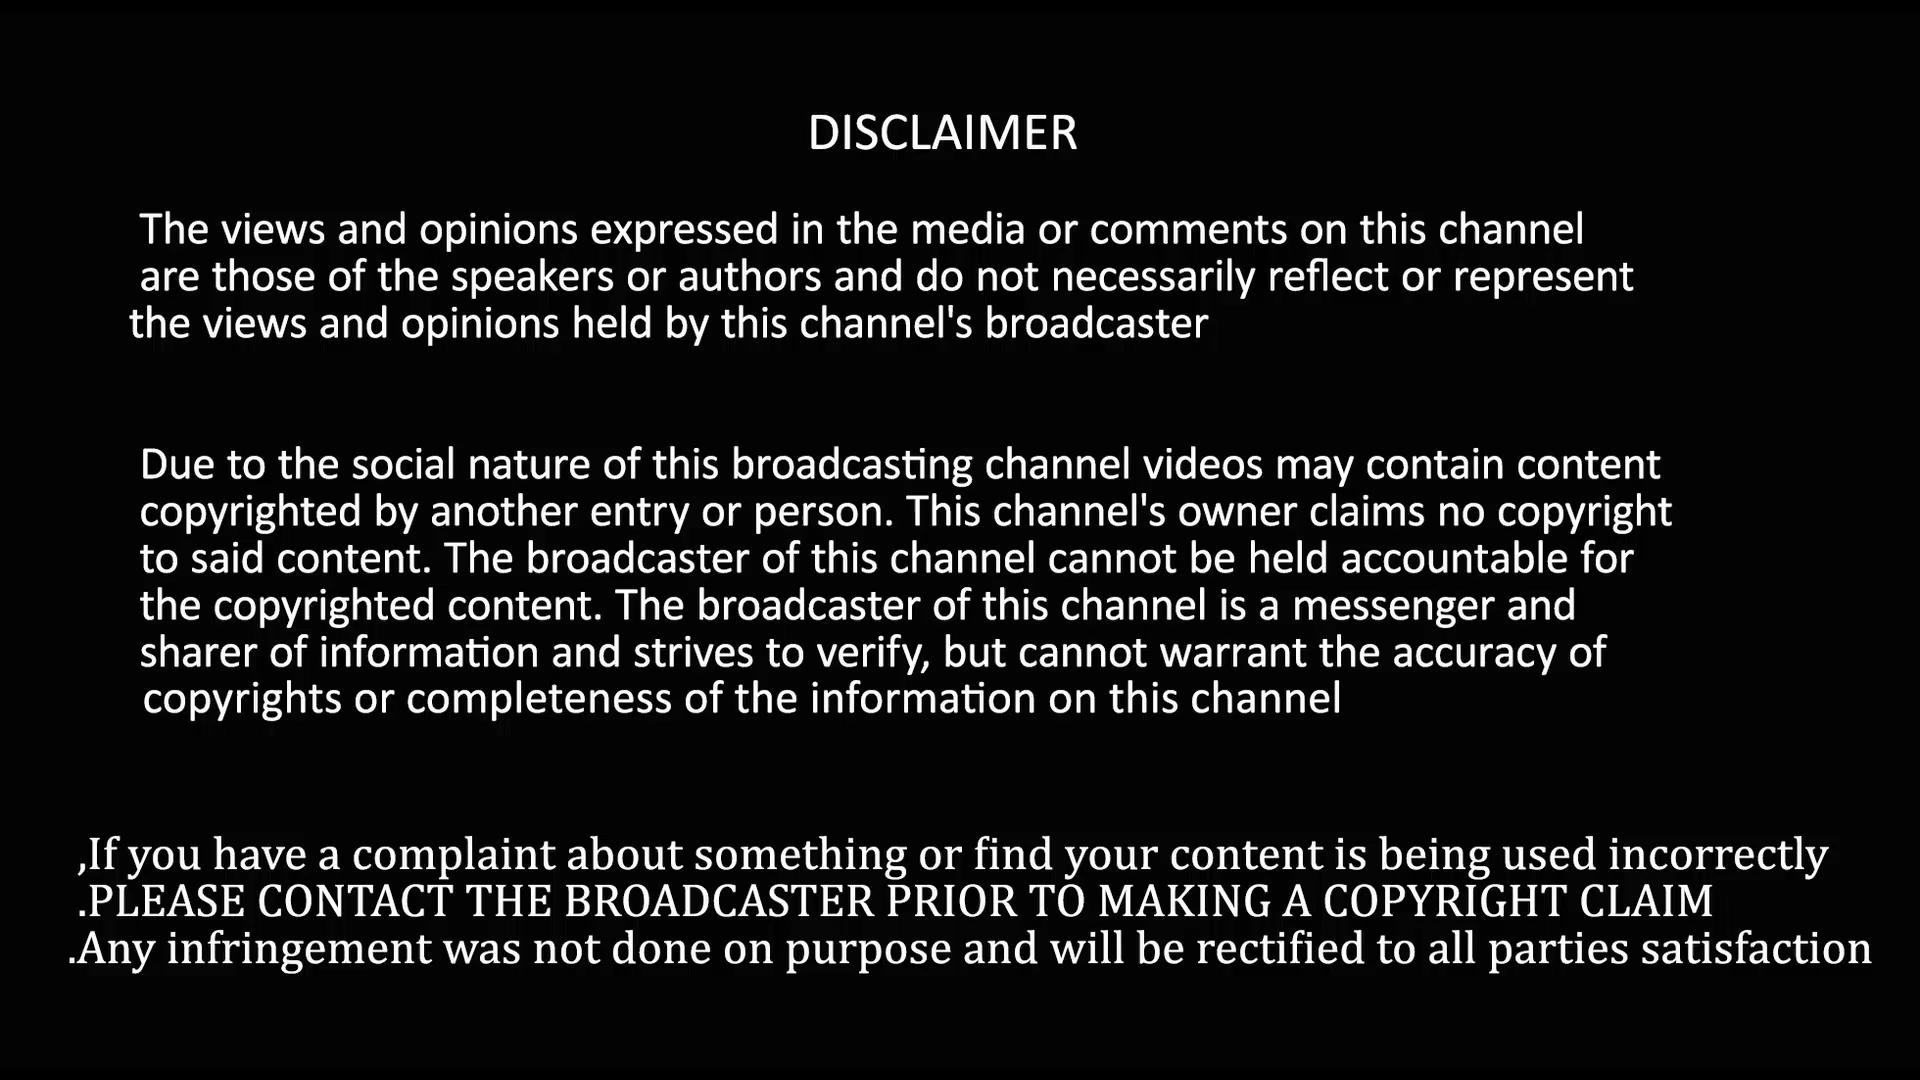 DISCLAIMER
The views and opinions expressed in the media or comments on this channel
are those of the speakers or authors and do not necessarily reflect or represent
the views and opinions held by this channel's broadcaster
Due to the social nature of this broadcasting channel videos may contain content
copyrighted by another entry or person. This channel's owner claims no copyright
to said content. The broadcaster of this channel cannot be held accountable for
the copyrighted content. The broadcaster of this channel is a messenger and
sharer of information and strives to verify, but cannot warrant the accuracy of
copyrights or completeness of the information on this channel
,If you have a complaint about something or find your content is being used incorrectly
.PLEASE CONTACT THE BROADCASTER PRIOR TO MAKING A COPYRIGHT CLAIM
.Any infringement was not done on purpose and will be rectified to all parties satisfaction